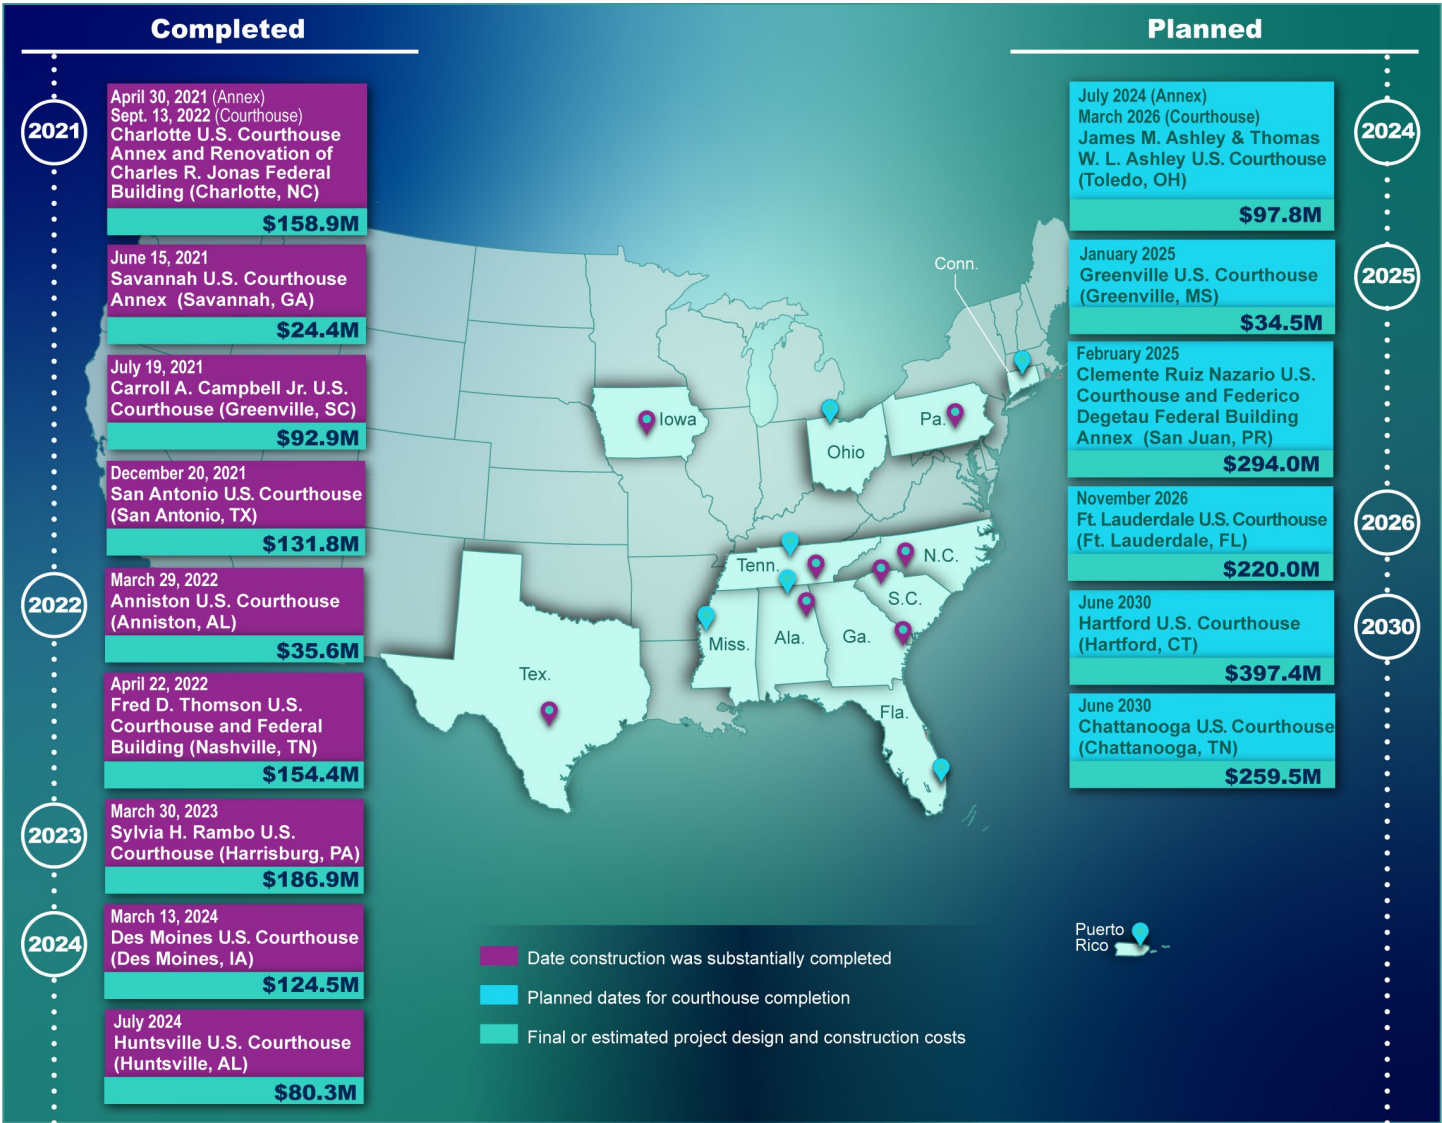 Completed
2021
April 30, 2021 (Annex)
Sept. 13, 2022 (Courthouse)
Charlotte U.S. Courthouse
Annex and Renovation of
Charles R. Jonas Federal
Building (Charlotte, NC)
$158.9M
June 15, 2021
Savannah U.S. Courthouse
Annex (Savannah, GA)
$24.4M
July 19, 2021
Carroll A. Campbell Jr. U.S.
Courthouse (Greenville, SC)
$92.9M
December 20, 2021
San Antonio U.S. Courthouse
(San Antonio, TX)
$131.8M
2022
March 29, 2022
Anniston U.S. Courthouse
(Anniston, AL)
$35.6M
April 22, 2022
Fred D. Thomson U.S.
Courthouse and Federal
Building (Nashville, TN)
$154.4M
2023
March 30, 2023
Sylvia H. Rambo U.S.
Courthouse (Harrisburg, PA)
$186.9M
2024
March 13, 2024
Des Moines U.S. Courthouse
(Des Moines, IA)
$124.5M
July 2024
Huntsville U.S. Courthouse
(Huntsville, AL)
$80.3M
Conn.
Iowa
Pa.
Ohio
Tenn.
N.C.
S.C.
Miss.
Ala.
Ga.
Tex.
Fla.
Puerto
Rico
Date construction was substantially completed
Planned dates for courthouse completion
Final or estimated project design and construction costs
Planned
2024
July 2024 (Annex)
March 2026 (Courthouse)
James M. Ashley & Thomas
W. L. Ashley U.S. Courthouse
(Toledo, OH)
$97.8M
2025
January 2025
Greenville U.S. Courthouse
(Greenville, MS)
$34.5M
February 2025
Clemente Ruiz Nazario U.S.
Courthouse and Federico
Degetau Federal Building
Annex (San Juan, PR)
$294.0M
2026
November 2026
Ft. Lauderdale U.S. Courthouse
(Ft. Lauderdale, FL)
$220.0M
2030
June 2030
Hartford U.S. Courthouse
(Hartford, CT)
$397.4M
June 2030
Chattanooga U.S. Courthouse
(Chattanooga, TN)
$259.5M